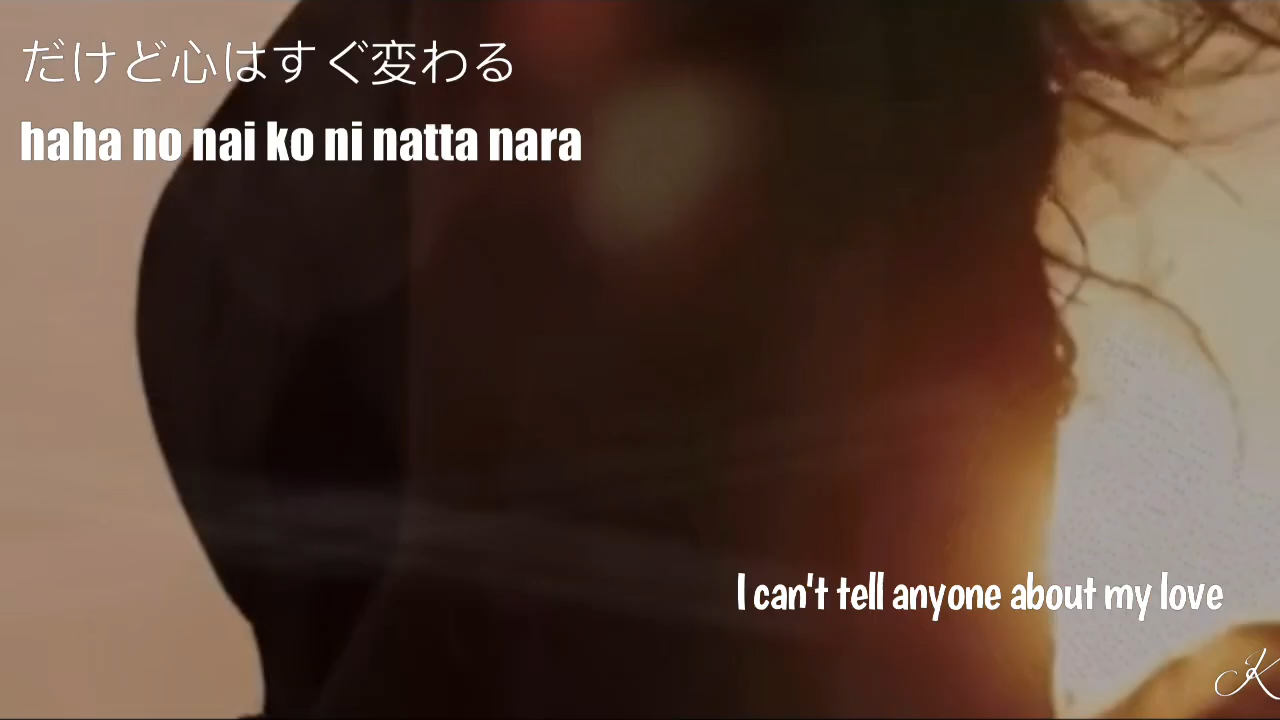 だけど心はすぐ変わる
haha no nai ko ni natta nara
I can't tell anyone about my love
K